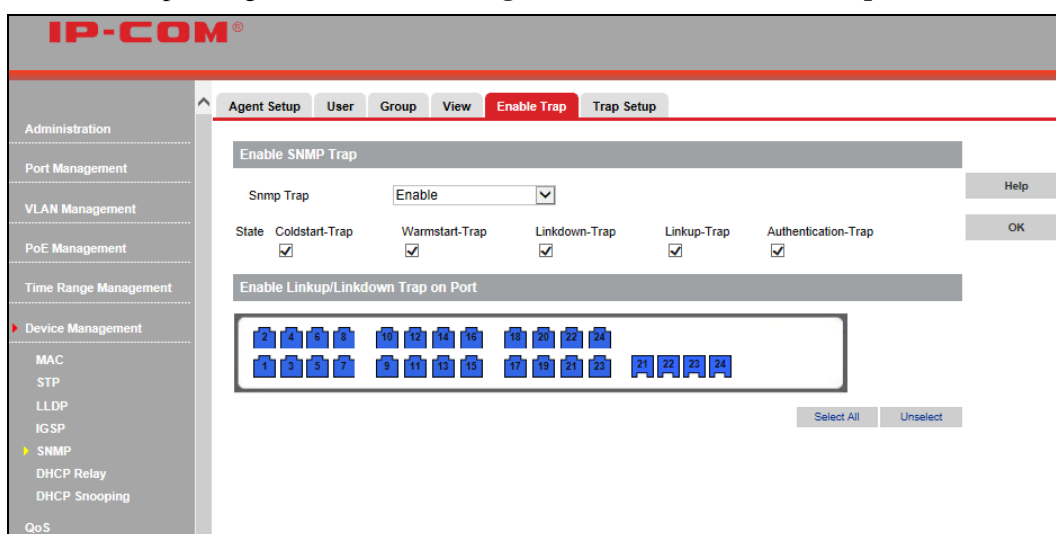 IP-COM®
Agent Setup User Group View Enable Trap Trap Setup
Administration
Port Management
VLAN Management
PoE Management
Time Range Management
Device Management
MAC
STP
LLDP
IGSP
SNMP
DHCP Relay
DHCP Snooping
QoS
Enable SNMP Trap
Snmp Trap Enable
State Coldstart-Trap Warmstart-Trap Linkdown-Trap Linkup-Trap Authentication-Trap
Enable Linkup/Linkdown Trap on Port
2 4 6 8 10 12 14 16 18 20 22 24
1 3 5 7 9 11 13 15 17 19 21 23 21 22 23 24
Select All Unselect
Help
OK